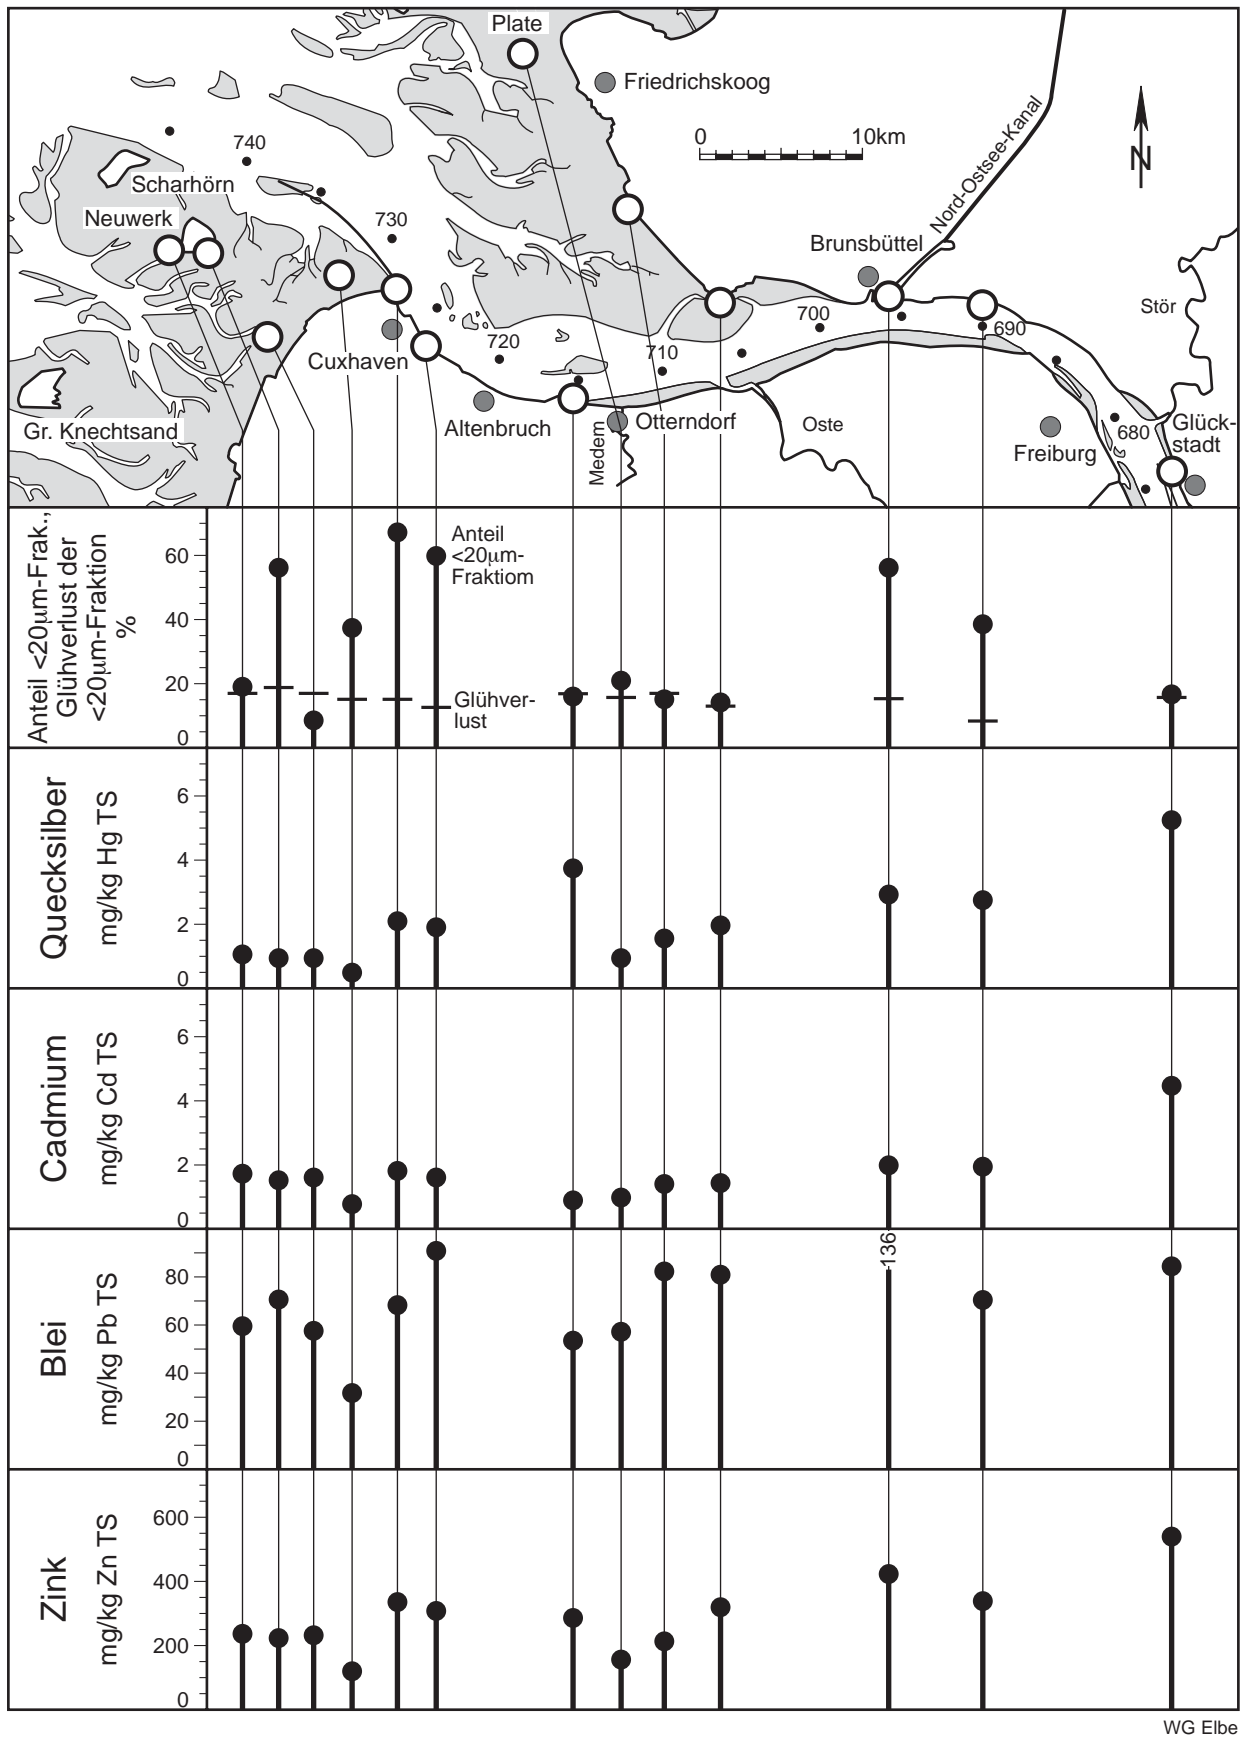 Plate
Friedrichskoog
0 10km
N
Nord-Ostsee-Kanal
740
Scharhörn
Neuwerk
730
Brunsbüttel
Stör
700
690
720
710
Cuxhaven
Altenbruch
Medem
Otterndorf
Oste
Gr. Knechtsand
Freiburg
680
Glück-
stadt
Anteil <20µm-Frak.,
Glühverlust der
<20µm-Fraktion
%
60
40
20
0
Anteil
<20µm-
Fraktiom
Glühver-
lust
Quecksilber
mg/kg Hg TS
6
4
2
0
Cadmium
mg/kg Cd TS
6
4
2
0
Blei
mg/kg Pb TS
80
60
40
20
0
136
Zink
mg/kg Zn TS
600
400
200
0
WG Elbe